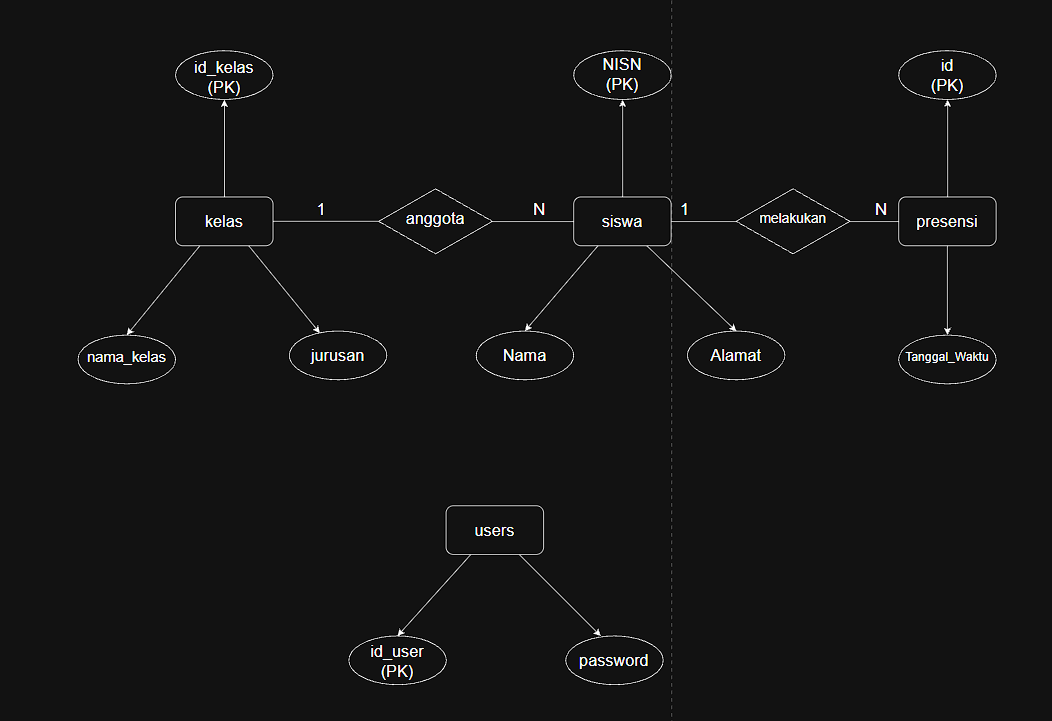 id_kelas
(PK)
NISN
(PK)
id
(PK)
kelas
1
anggota
N
siswa
1
melakukan
N
presensi
nama_kelas
jurusan
Nama
Alamat
Tanggal_Waktu
users
id_user
(PK)
password